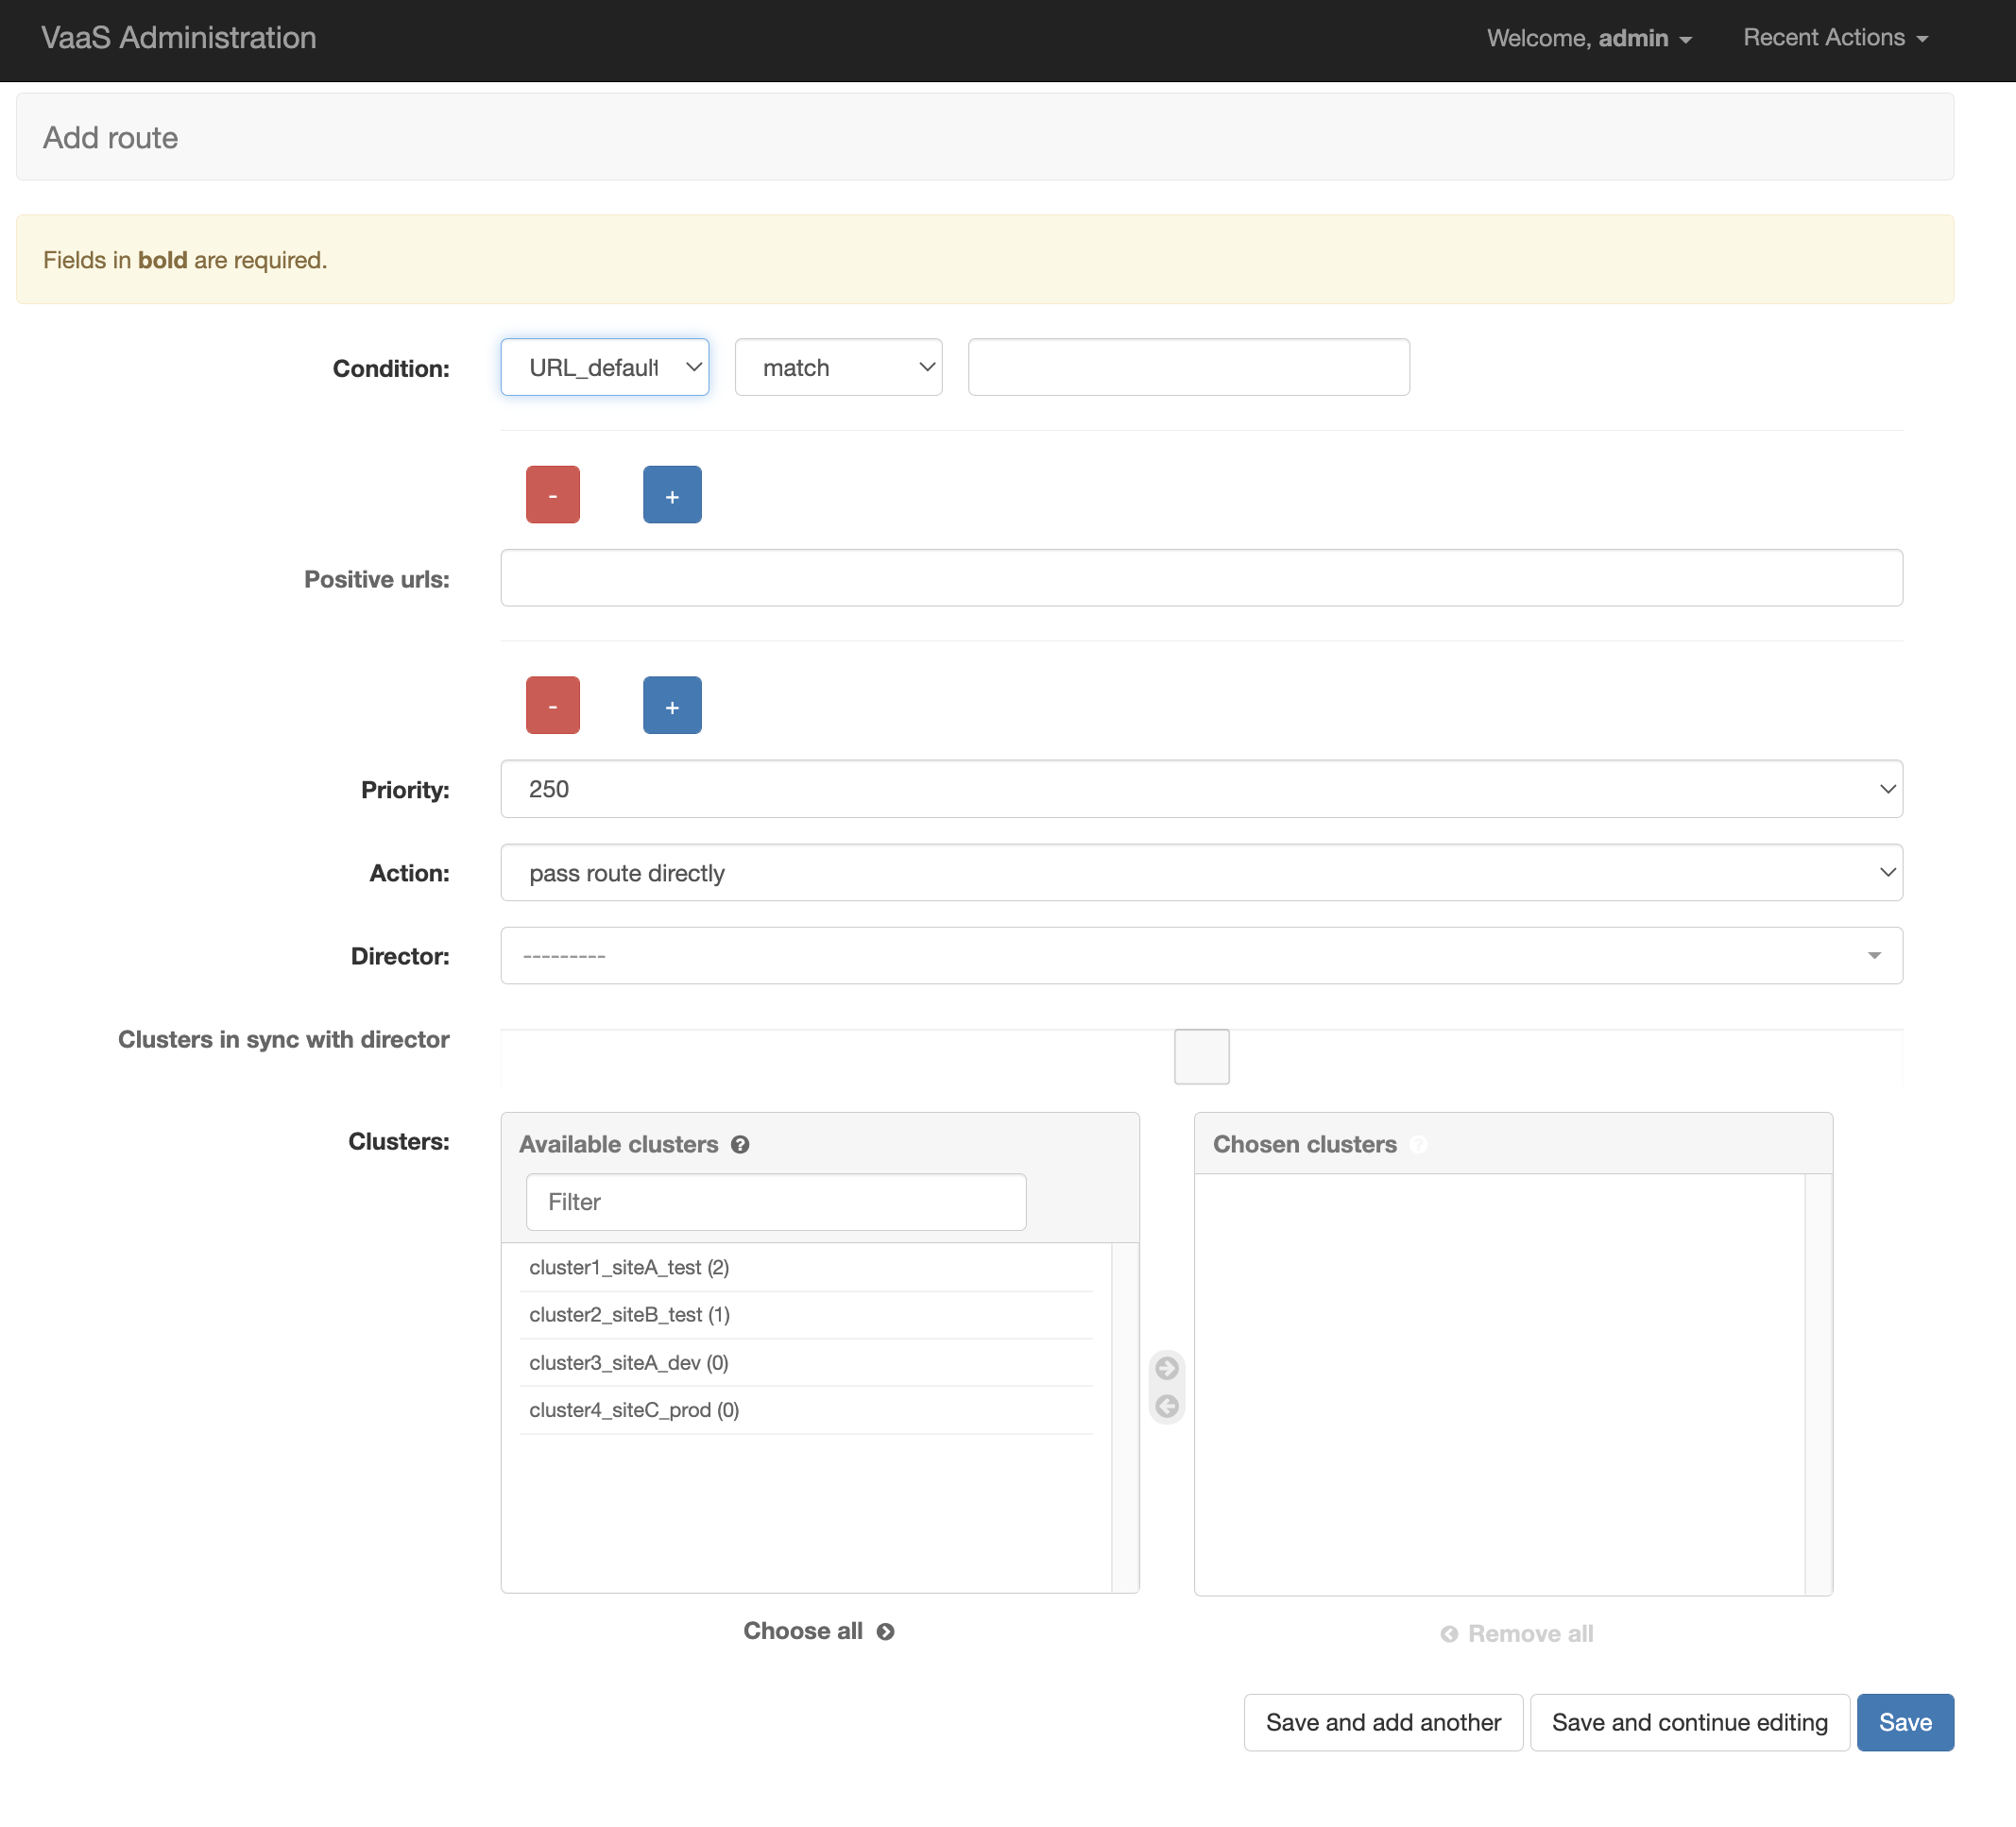 VaaS Administration
Welcome, admin
Recent Actions
Add route
Fields in bold are required.
Condition:
URL_default
match
-
+
Positive urls:
-
+
Priority:
250
Action:
pass route directly
Director:
---------
Clusters in sync with director
Clusters:
Available clusters
Chosen clusters
Filter
cluster1_siteA_test (2)
cluster2_siteB_test (1)
cluster3_siteA_dev (0)
cluster4_siteC_prod (0)
Choose all
Remove all
Save and add another
Save and continue editing
Save